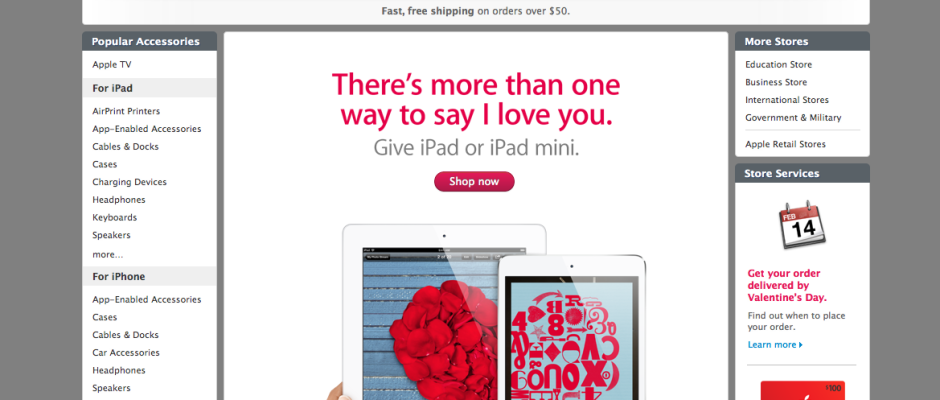 Fast, free shipping on orders over $50.
Popular Accessories
Apple TV
For iPad
AirPrint Printers
App-Enabled Accessories
Cables & Docks
Cases
Charging Devices
Headphones
Keyboards
Speakers
more...
For iPhone
App-Enabled Accessories
Cases
Cables & Docks
Car Accessories
Headphones
Speakers
There's more than one
way to say I love you.
Give iPad or iPad mini.
Shop now
More Stores
Education Store
Business Store
International Stores
Government & Military
Apple Retail Stores
Store Services
FEB
14
Get your order
delivered by
Valentine's Day.
Find out when to place
your order.
Learn more
$100